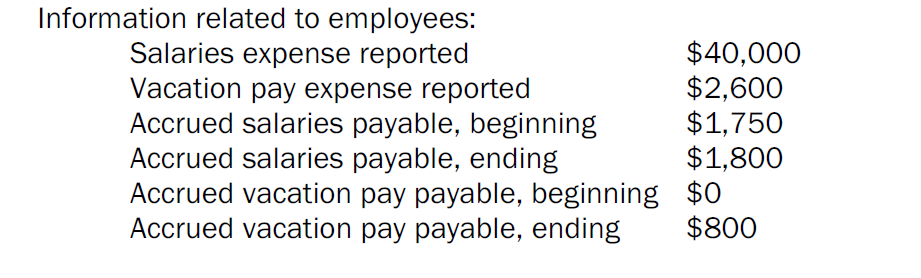 Information related to employees:
Salaries expense reported $40,000
Vacation pay expense reported $2,600
Accrued salaries payable, beginning $1,750
Accrued salaries payable, ending $1,800
Accrued vacation pay payable, beginning $0
Accrued vacation pay payable, ending $800